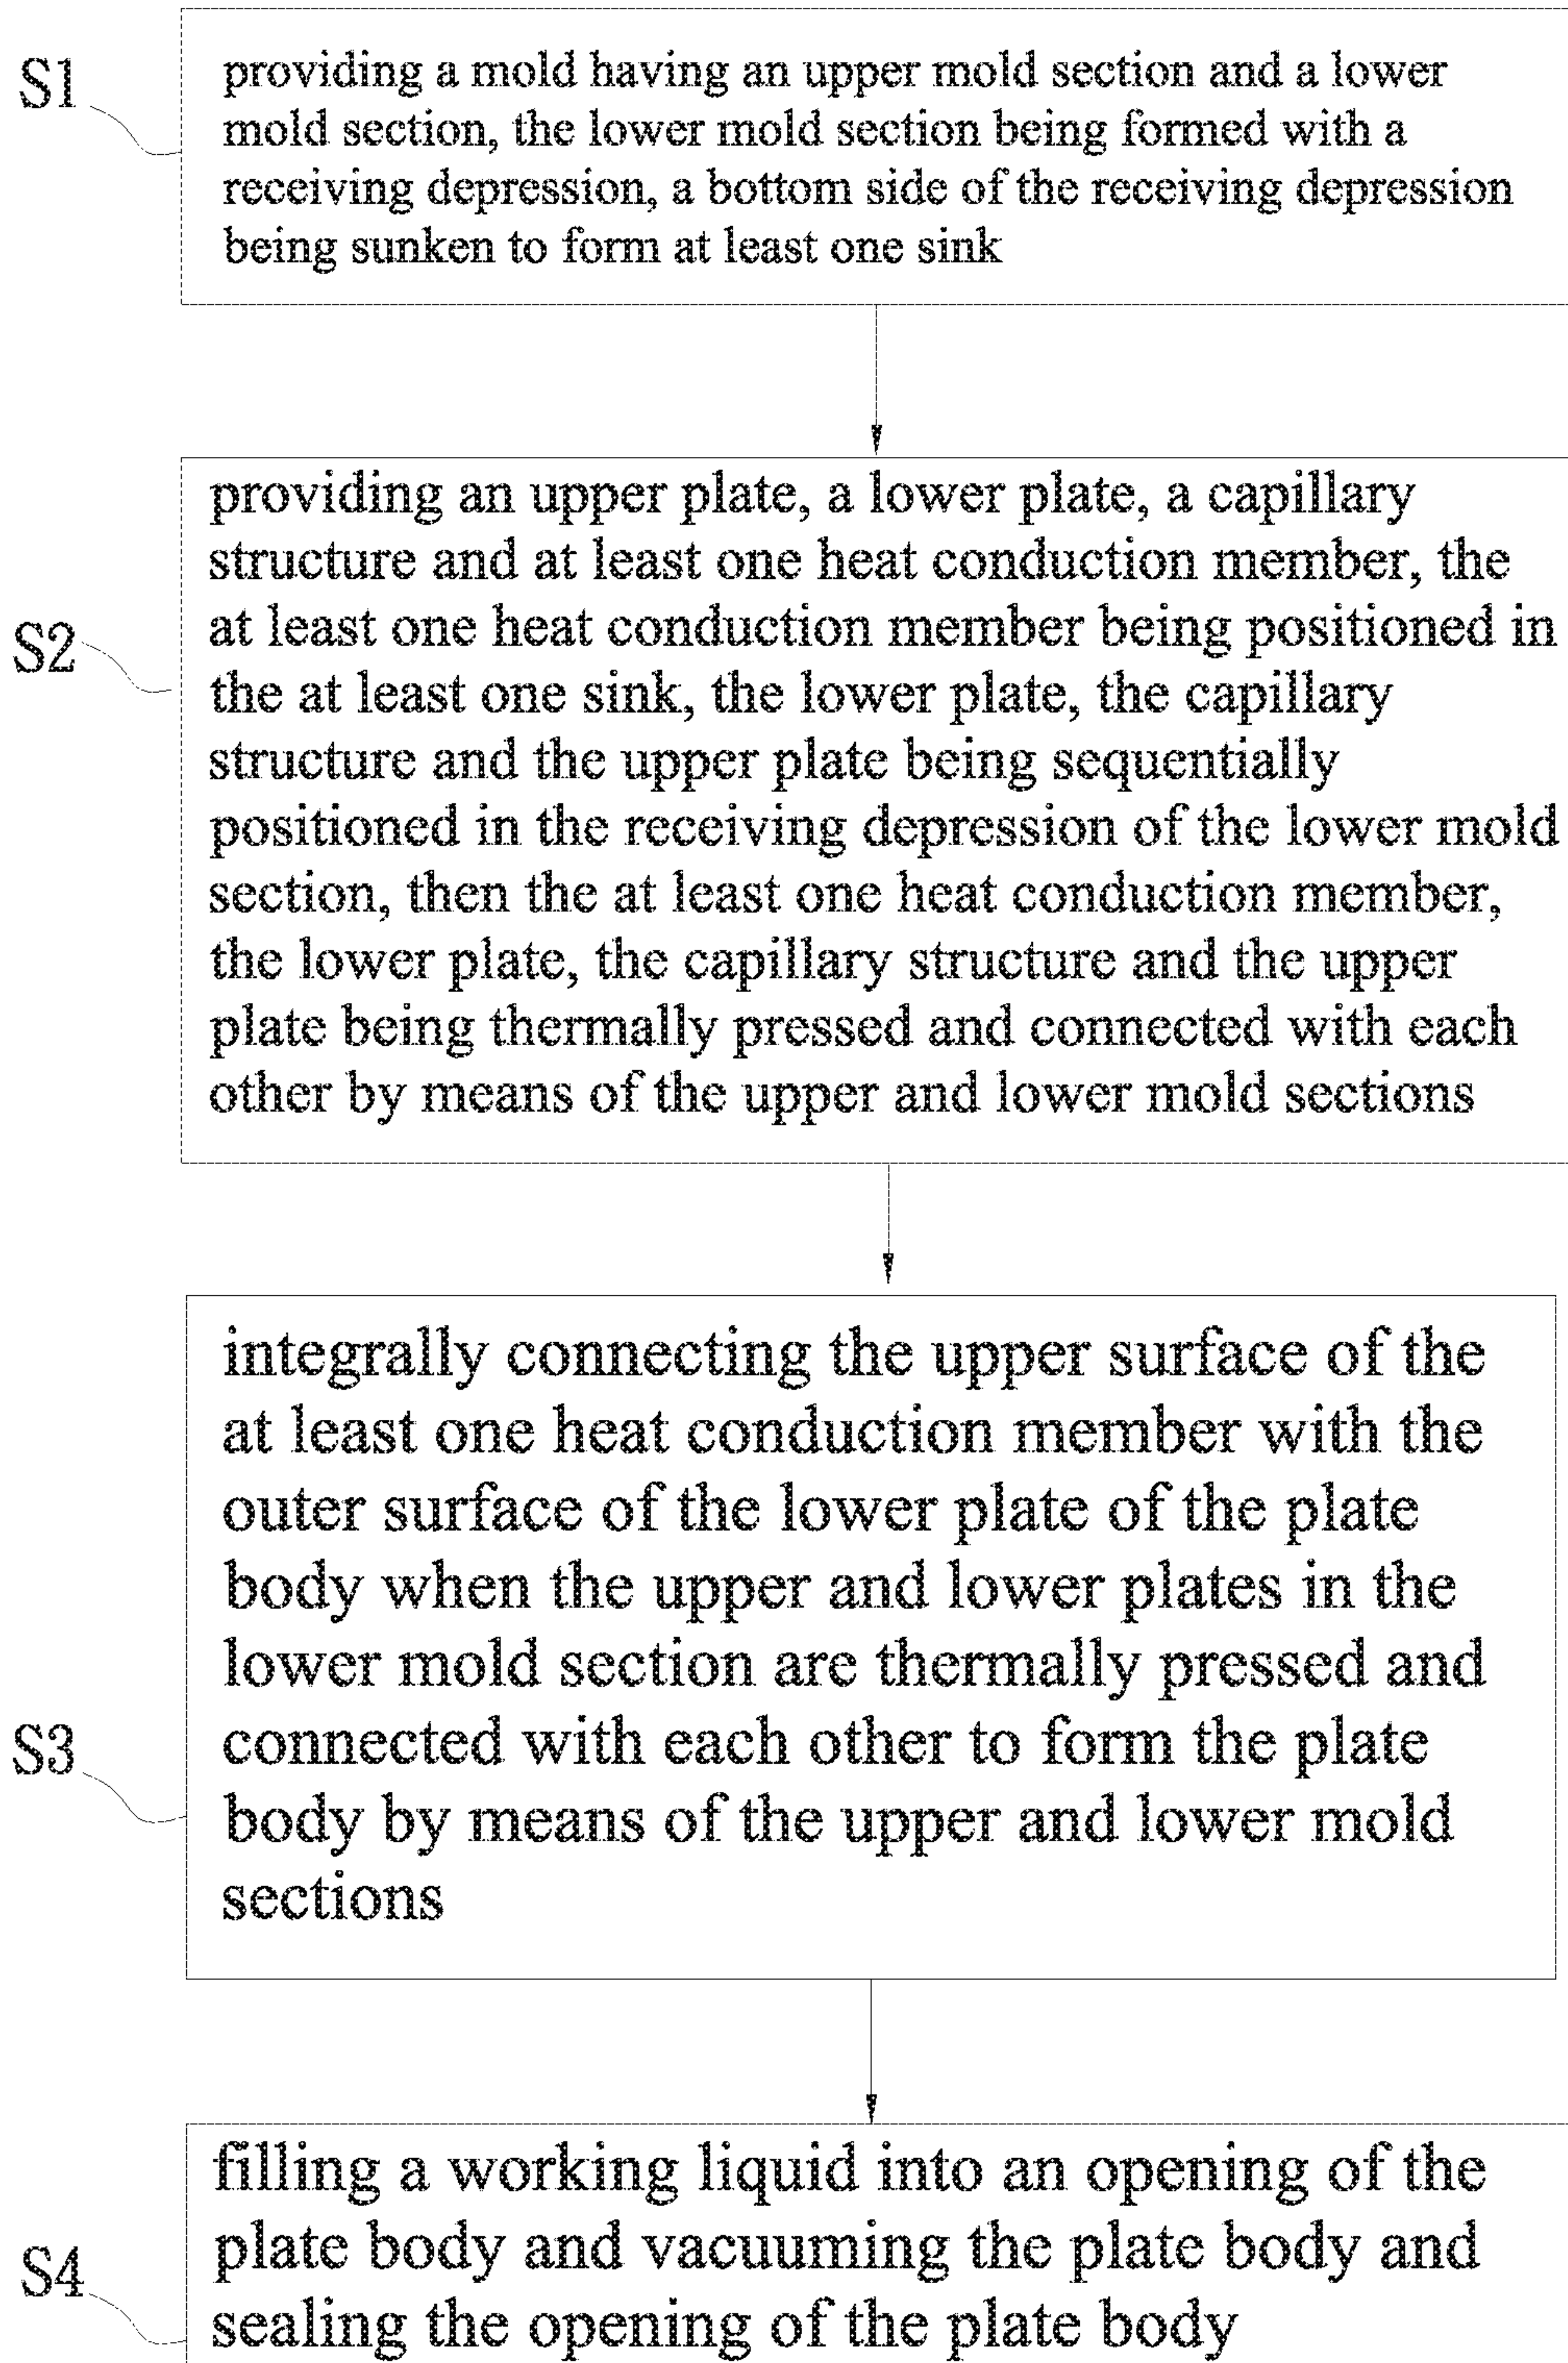 S1
providing a mold having an upper mold section and a lower
mold section, the lower mold section being formed with a
receiving depression, a bottom side of the receiving depression
being sunken to form at least one sink
S2
providing an upper plate, a lower plate, a capillary
structure and at least one heat conduction member, the
at least one heat conduction member being positioned in
the at least one sink, the lower plate, the capillary
structure and the upper plate being sequentially
positioned in the receiving depression of the lower mold
section, then the at least one heat conduction member,
the lower plate, the capillary structure and the upper
plate being thermally pressed and connected with each
other by means of the upper and lower mold sections
S3
integrally connecting the upper surface of the
at least one heat conduction member with the
outer surface of the lower plate of the plate
body when the upper and lower plates in the
lower mold section are thermally pressed and
connected with each other to form the plate
body by means of the upper and lower mold
sections
S4
filling a working liquid into an opening of the
plate body and vacuuming the plate body and
sealing the opening of the plate body